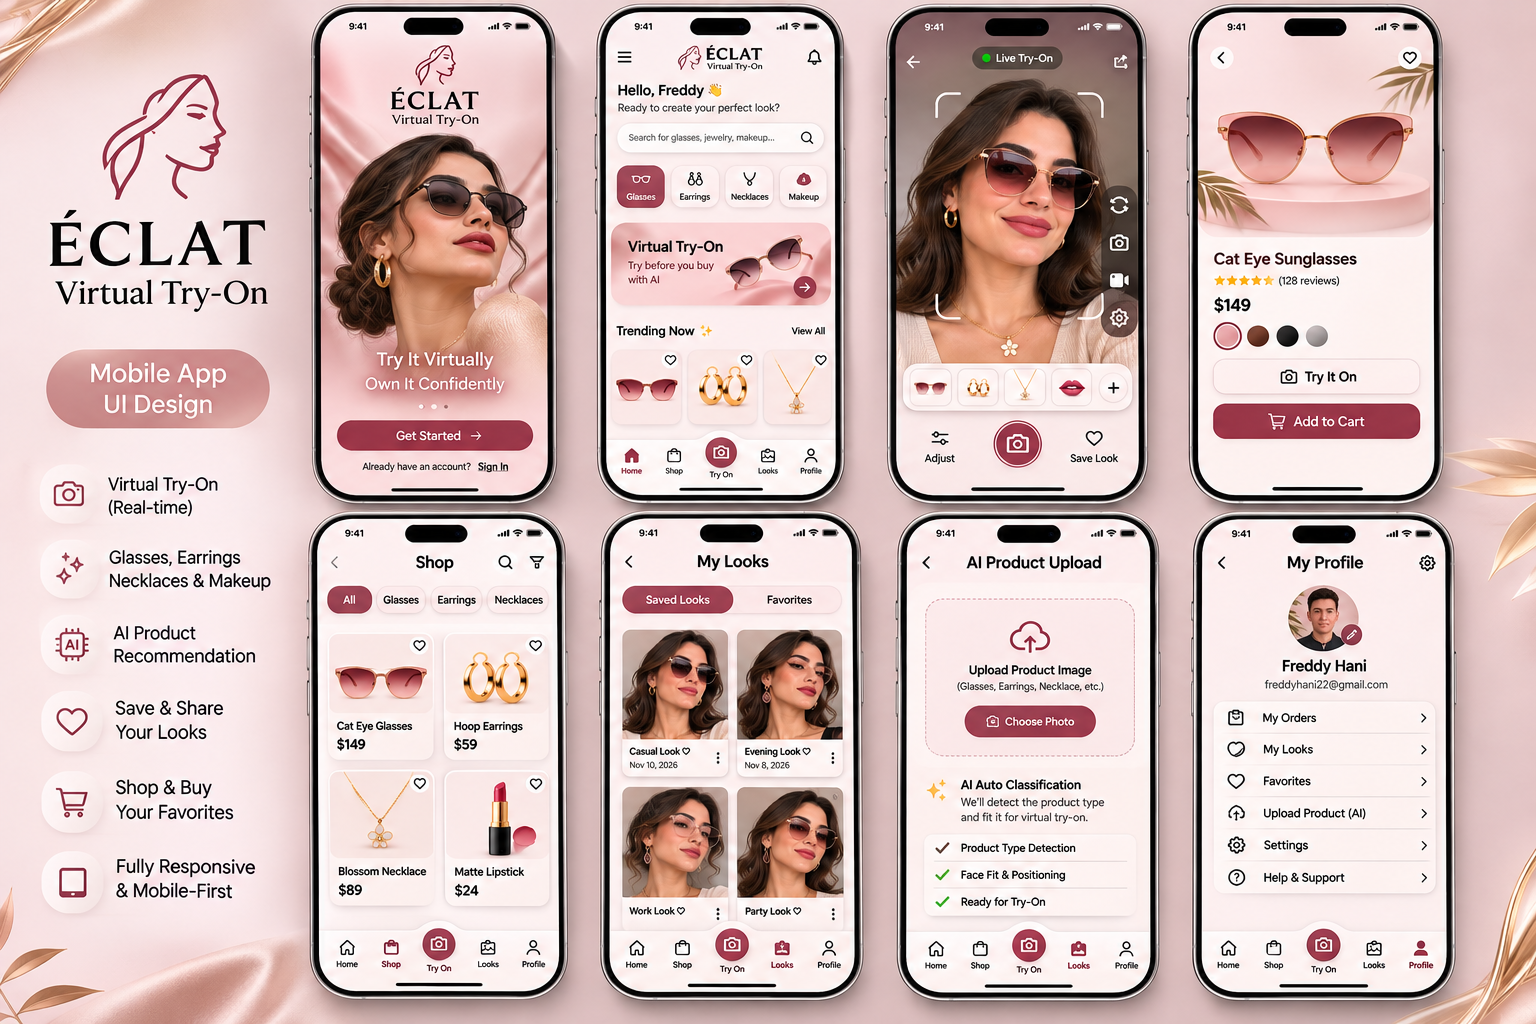 ÉCLAT
Virtual Try-On
Mobile App
UI Design
Virtual Try-On
(Real-time)
Glasses, Earrings
Necklaces & Makeup
AI
AI Product
Recommendation
Save & Share
Your Looks
Shop & Buy
Your Favorites
Fully Responsive
& Mobile-First
9:41
ÉCLAT
Virtual Try-On
Try It Virtually
Own It Confidently
Get Started
Already have an account? Sign In
9:41
ÉCLAT
Virtual Try-On
Hello, Freddy 👋
Ready to create your perfect look?
Search for glasses, jewelry, makeup...
Glasses
Earrings
Necklaces
Makeup
Virtual Try-On
Try before you buy
with AI
Trending Now ✨
View All
Home
Shop
Try On
Looks
Profile
9:41
Live Try-On
Adjust
Save Look
9:41
Cat Eye Sunglasses
(128 reviews)
$149
Try It On
Add to Cart
9:41
Shop
All
Glasses
Earrings
Necklaces
Cat Eye Glasses
$149
Hoop Earrings
$59
Blossom Necklace
$89
Matte Lipstick
$24
Home
Shop
Try On
Looks
Profile
9:41
My Looks
Saved Looks
Favorites
Casual Look
Nov 10, 2026
Evening Look
Nov 8, 2026
Work Look
Party Look
Home
Shop
Try On
Looks
Profile
9:41
AI Product Upload
Upload Product Image
(Glasses, Earrings, Necklace, etc.)
Choose Photo
AI Auto Classification
We'll detect the product type
and fit it for virtual try-on.
Product Type Detection
Face Fit & Positioning
Ready for Try-On
Home
Shop
Try On
Looks
Profile
9:41
My Profile
Freddy Hani
freddyhani22@gmail.com
My Orders
My Looks
Favorites
Upload Product (AI)
Settings
Help & Support
Home
Shop
Try On
Looks
Profile